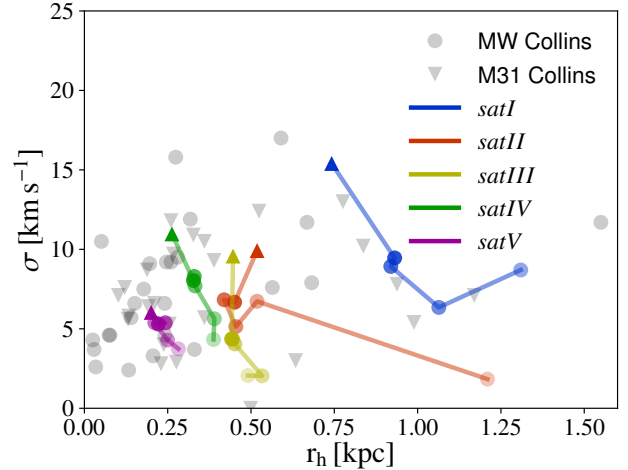 25
20
15
10
5
0
σ [km s⁻¹]
MW Collins
M31 Collins
satI
satII
satIII
satIV
satV
0.00 0.25 0.50 0.75 1.00 1.25 1.50
r_h [kpc]